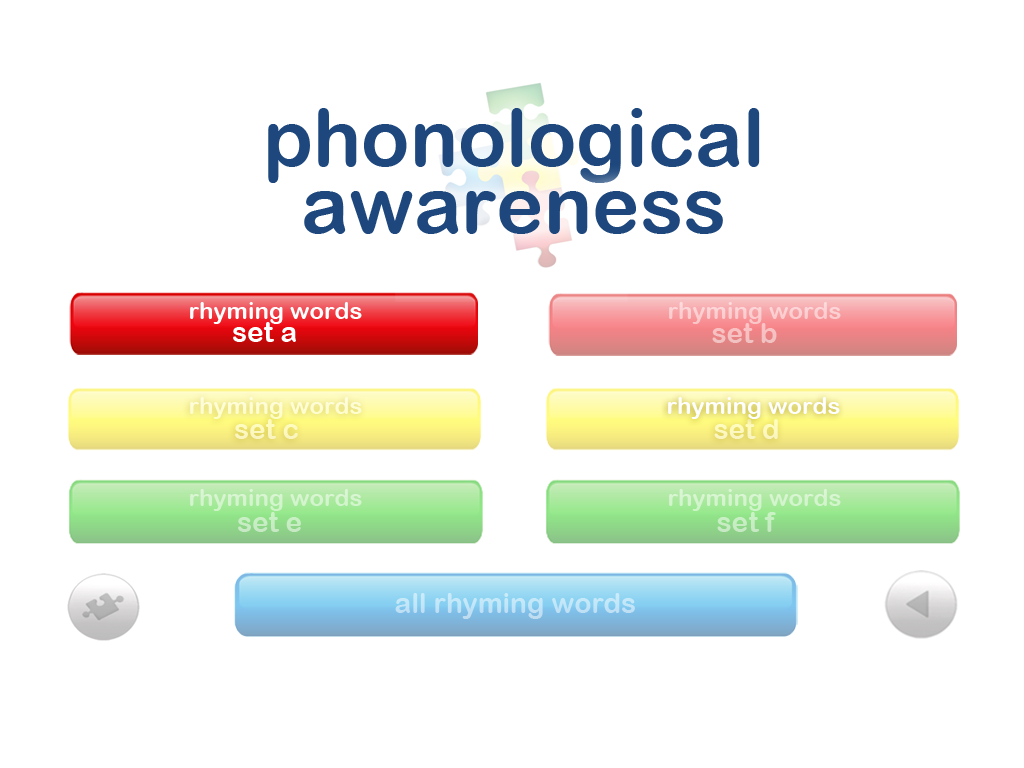 phonological
awareness
rhyming words
set a
rhyming words
set b
rhyming words
set c
rhyming words
set d
rhyming words
set e
rhyming words
set f
all rhyming words